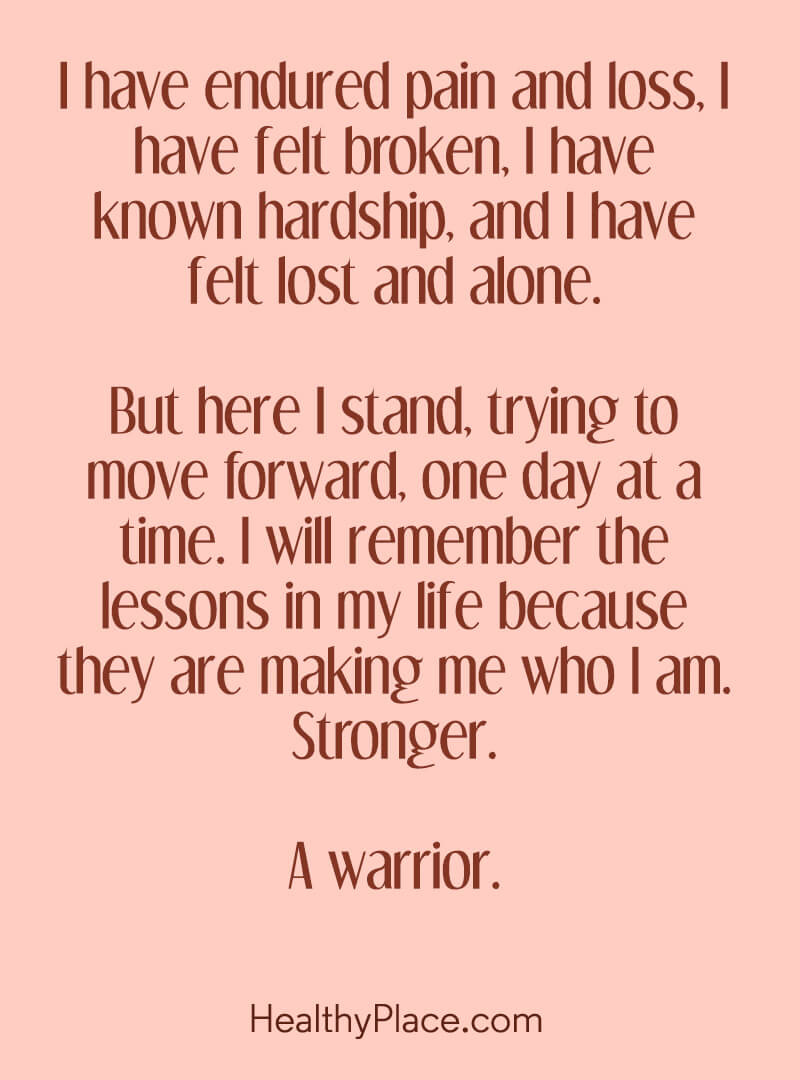 I have endured pain and loss, I
have felt broken, I have
known hardship, and I have
felt lost and alone.
But here I stand, trying to
move forward, one day at a
time. I will remember the
lessons in my life because
they are making me who I am.
Stronger.
A warrior.
HealthyPlace.com